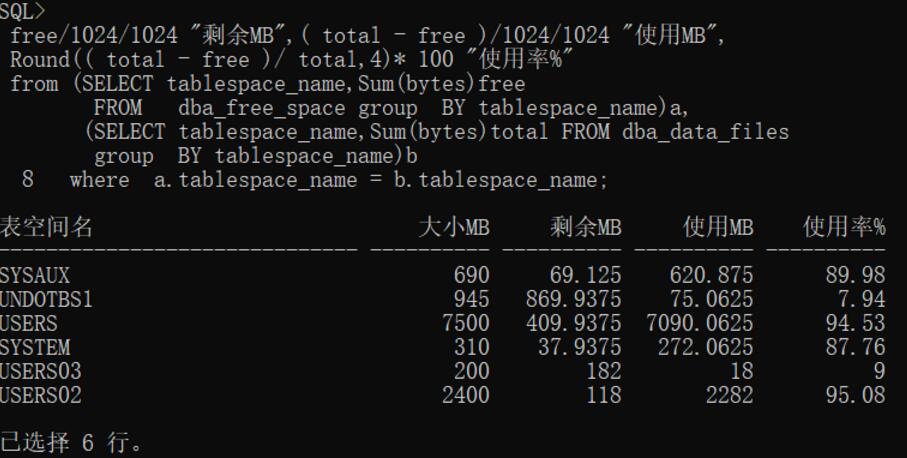 SQL>
free/1024/1024 "剩余MB",( total - free )/1024/1024 "使用MB",
Round(( total - free )/ total,4)* 100 "使用率%"
from (SELECT tablespace_name,Sum(bytes)free
FROM   dba_free_space group  BY tablespace_name)a,
(SELECT tablespace_name,Sum(bytes)total FROM dba_data_files
group  BY tablespace_name)b
8   where  a.tablespace_name = b.tablespace_name;
表空间名 大小MB 剩余MB 使用MB 使用率%
------------------------------ ---------- ---------- ---------- ----------
SYSAUX 690 69.125 620.875 89.98
UNDOTBS1 945 869.9375 75.0625 7.94
USERS 7500 409.9375 7090.0625 94.53
SYSTEM 310 37.9375 272.0625 87.76
USERS03 200 182 18 9
USERS02 2400 118 2282 95.08
已选择 6 行。